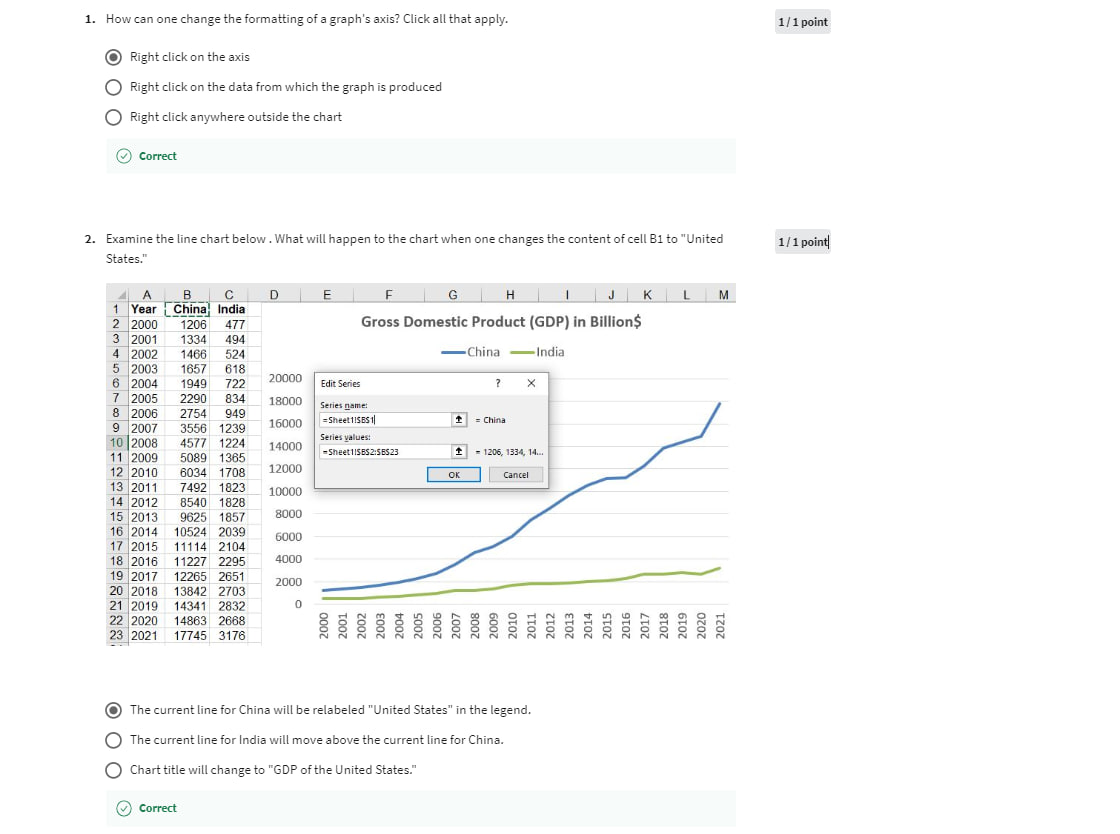 1. How can one change the formatting of a graph's axis? Click all that apply.
1 / 1 point
Right click on the axis
Right click on the data from which the graph is produced
Right click anywhere outside the chart
Correct
2. Examine the line chart below . What will happen to the chart when one changes the content of cell B1 to "United
States."
1 / 1 point
A B C D E F G H I J K L M
1 Year China India
2 2000 1206 477
3 2001 1334 494
4 2002 1466 524
5 2003 1657 618
6 2004 1949 722
7 2005 2290 834
8 2006 2754 949
9 2007 3556 1239
10 2008 4577 1224
11 2009 5089 1365
12 2010 6034 1708
13 2011 7492 1823
14 2012 8540 1828
15 2013 9625 1857
16 2014 10524 2039
17 2015 11114 2104
18 2016 11227 2295
19 2017 12265 2651
20 2018 13842 2703
21 2019 14341 2832
22 2020 14863 2668
23 2021 17745 3176
Gross Domestic Product (GDP) in Billion$
China India
20000
18000
16000
14000
12000
10000
8000
6000
4000
2000
0
2000 2001 2002 2003 2004 2005 2006 2007 2008 2009 2010 2011 2012 2013 2014 2015 2016 2017 2018 2019 2020 2021
Edit Series ? X
Series name:
=Sheet1!$B$1 = China
Series values:
=Sheet1!$B$2:$B$23 = 1206, 1334, 14...
OK Cancel
The current line for China will be relabeled "United States" in the legend.
The current line for India will move above the current line for China.
Chart title will change to "GDP of the United States."
Correct